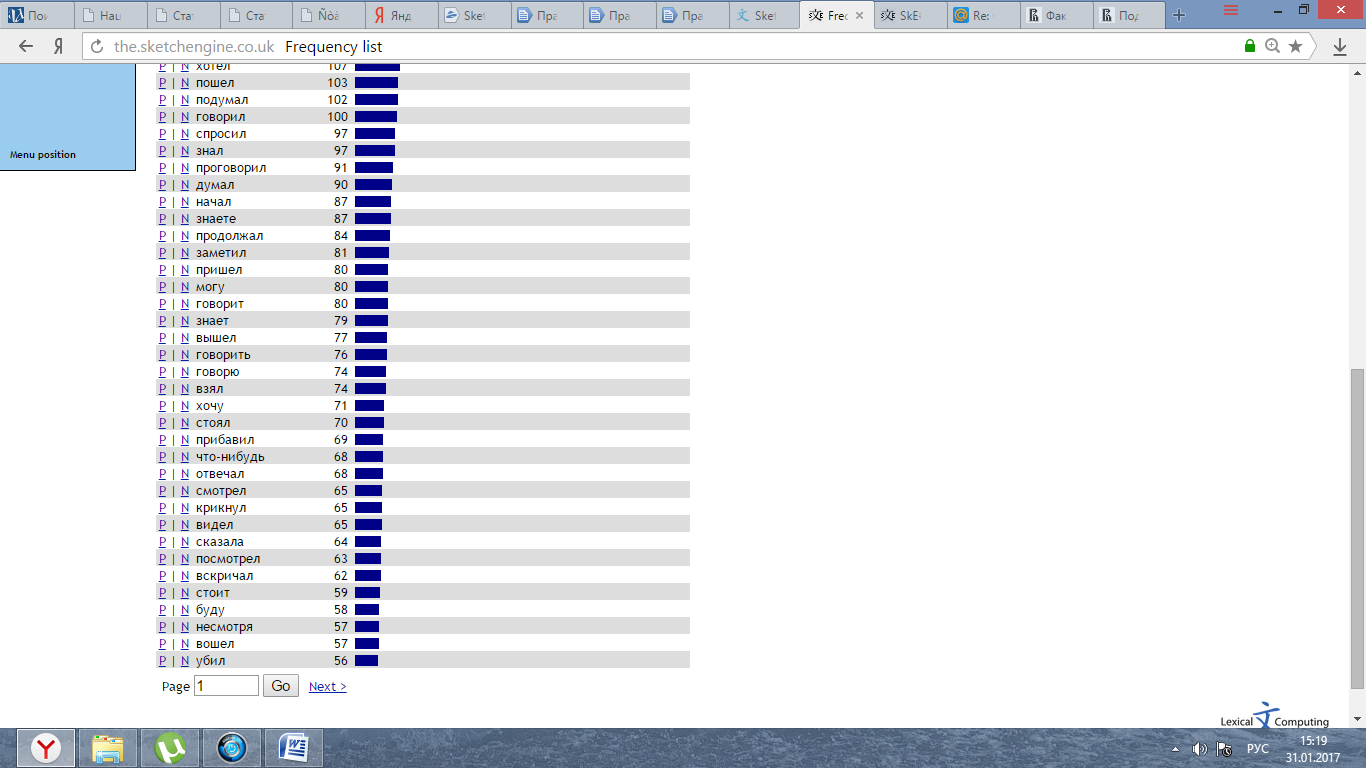 Пои
Нац
Ста
Ста
Ñòà
Янд
Sket
Пра
Пра
Пра
Sket
Frec
SkE
Re:
Фак
Под
the.sketchengine.co.uk Frequency list
Menu position
P | N хотел 107
P | N пошел 103
P | N подумал 102
P | N говорил 100
P | N спросил 97
P | N знал 97
P | N проговорил 91
P | N думал 90
P | N начал 87
P | N знаете 87
P | N продолжал 84
P | N заметил 81
P | N пришел 80
P | N могу 80
P | N говорит 80
P | N знает 79
P | N вышел 77
P | N говорить 76
P | N говорю 74
P | N взял 74
P | N хочу 71
P | N стоял 70
P | N прибавил 69
P | N что-нибудь 68
P | N отвечал 68
P | N смотрел 65
P | N крикнул 65
P | N видел 65
P | N сказала 64
P | N посмотрел 63
P | N вскричал 62
P | N стоит 59
P | N буду 58
P | N несмотря 57
P | N вошел 57
P | N убил 56
Page 1 Go Next >
Lexical Computing
РУС
15:19
31.01.2017